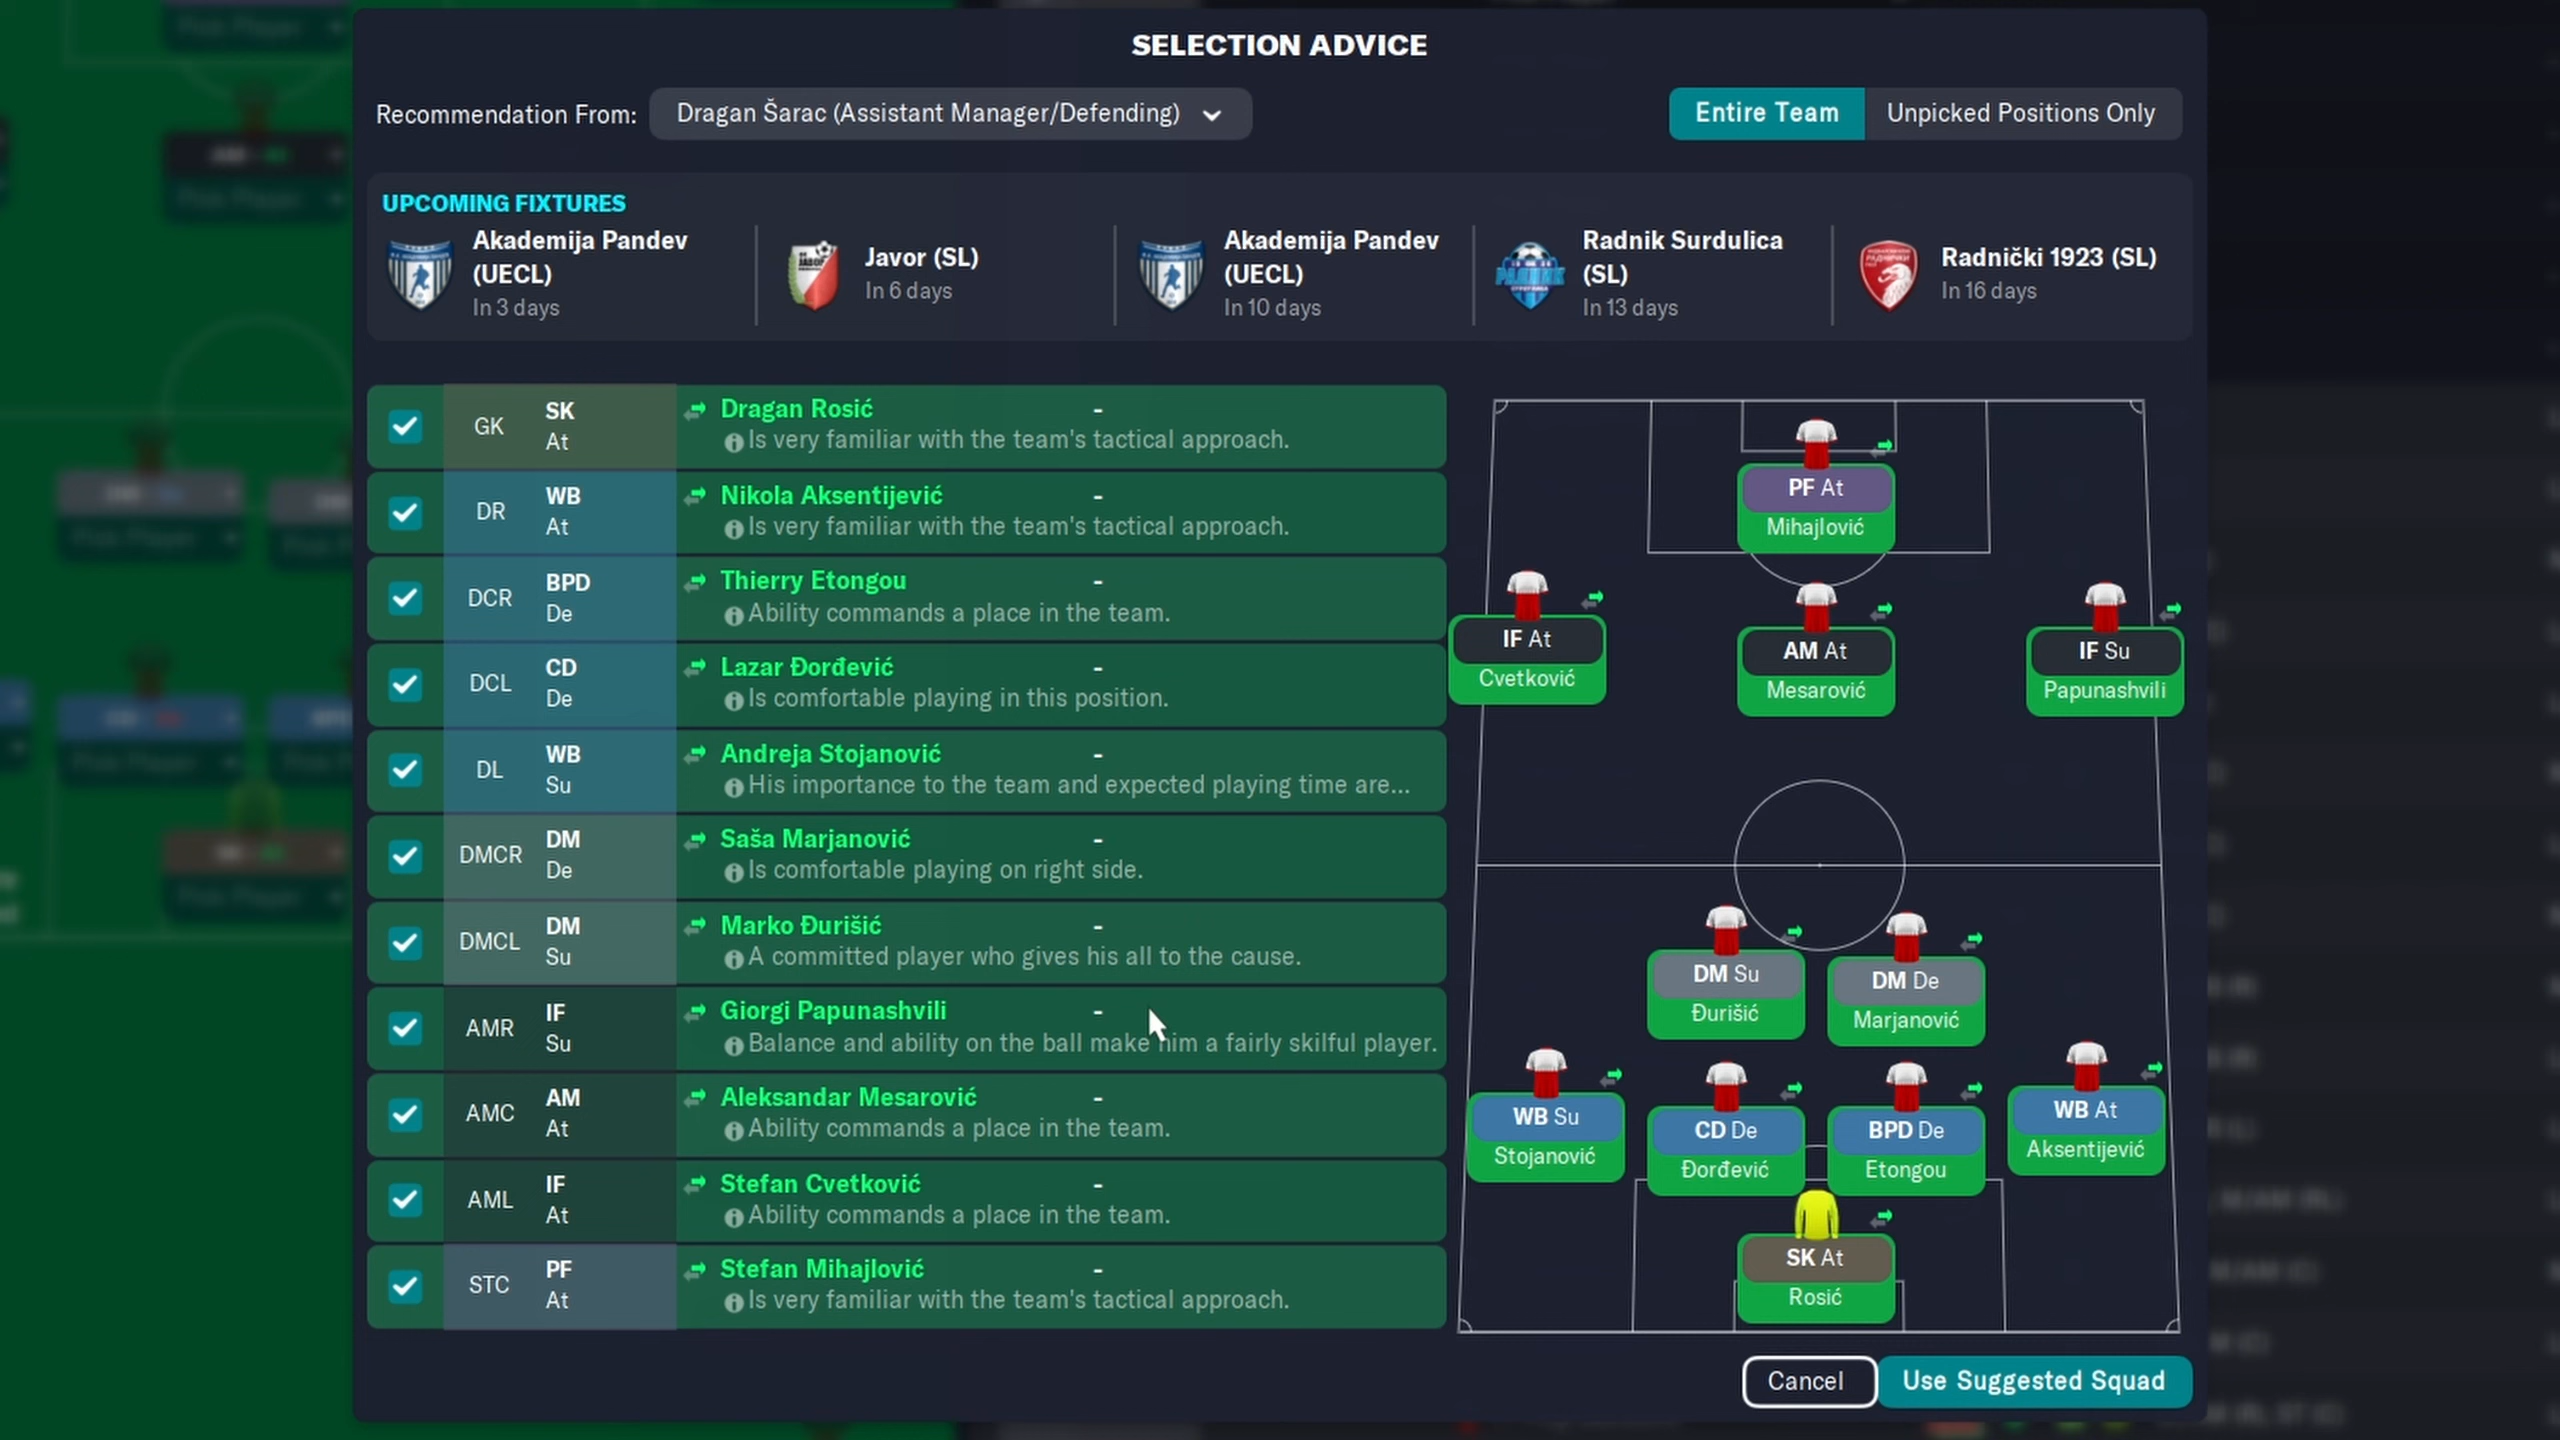 SELECTION ADVICE
Recommendation From: Dragan Šarac (Assistant Manager/Defending)
Entire Team
Unpicked Positions Only
UPCOMING FIXTURES
Akademija Pandev
(UECL)
In 3 days
Javor (SL)
In 6 days
Akademija Pandev
(UECL)
In 10 days
Radnik Surdulica
(SL)
In 13 days
Radnički 1923 (SL)
In 16 days
GK SK At Dragan Rosić -
Is very familiar with the team's tactical approach.
DR WB At Nikola Aksentijević -
Is very familiar with the team's tactical approach.
DCR BPD De Thierry Etongou -
Ability commands a place in the team.
DCL CD De Lazar Đorđević -
Is comfortable playing in this position.
DL WB Su Andreja Stojanović -
His importance to the team and expected playing time are...
DMCR DM De Saša Marjanović -
Is comfortable playing on right side.
DMCL DM Su Marko Đurišić -
A committed player who gives his all to the cause.
AMR IF Su Giorgi Papunashvili -
Balance and ability on the ball make him a fairly skilful player.
AMC AM At Aleksandar Mesarović -
Ability commands a place in the team.
AML IF At Stefan Cvetković -
Ability commands a place in the team.
STC PF At Stefan Mihajlović -
Is very familiar with the team's tactical approach.
PF At
Mihajlović
IF At
Cvetković
AM At
Mesarović
IF Su
Papunashvili
DM Su
Đurišić
DM De
Marjanović
WB Su
Stojanović
CD De
Đorđević
BPD De
Etongou
WB At
Aksentijević
SK At
Rosić
Cancel
Use Suggested Squad